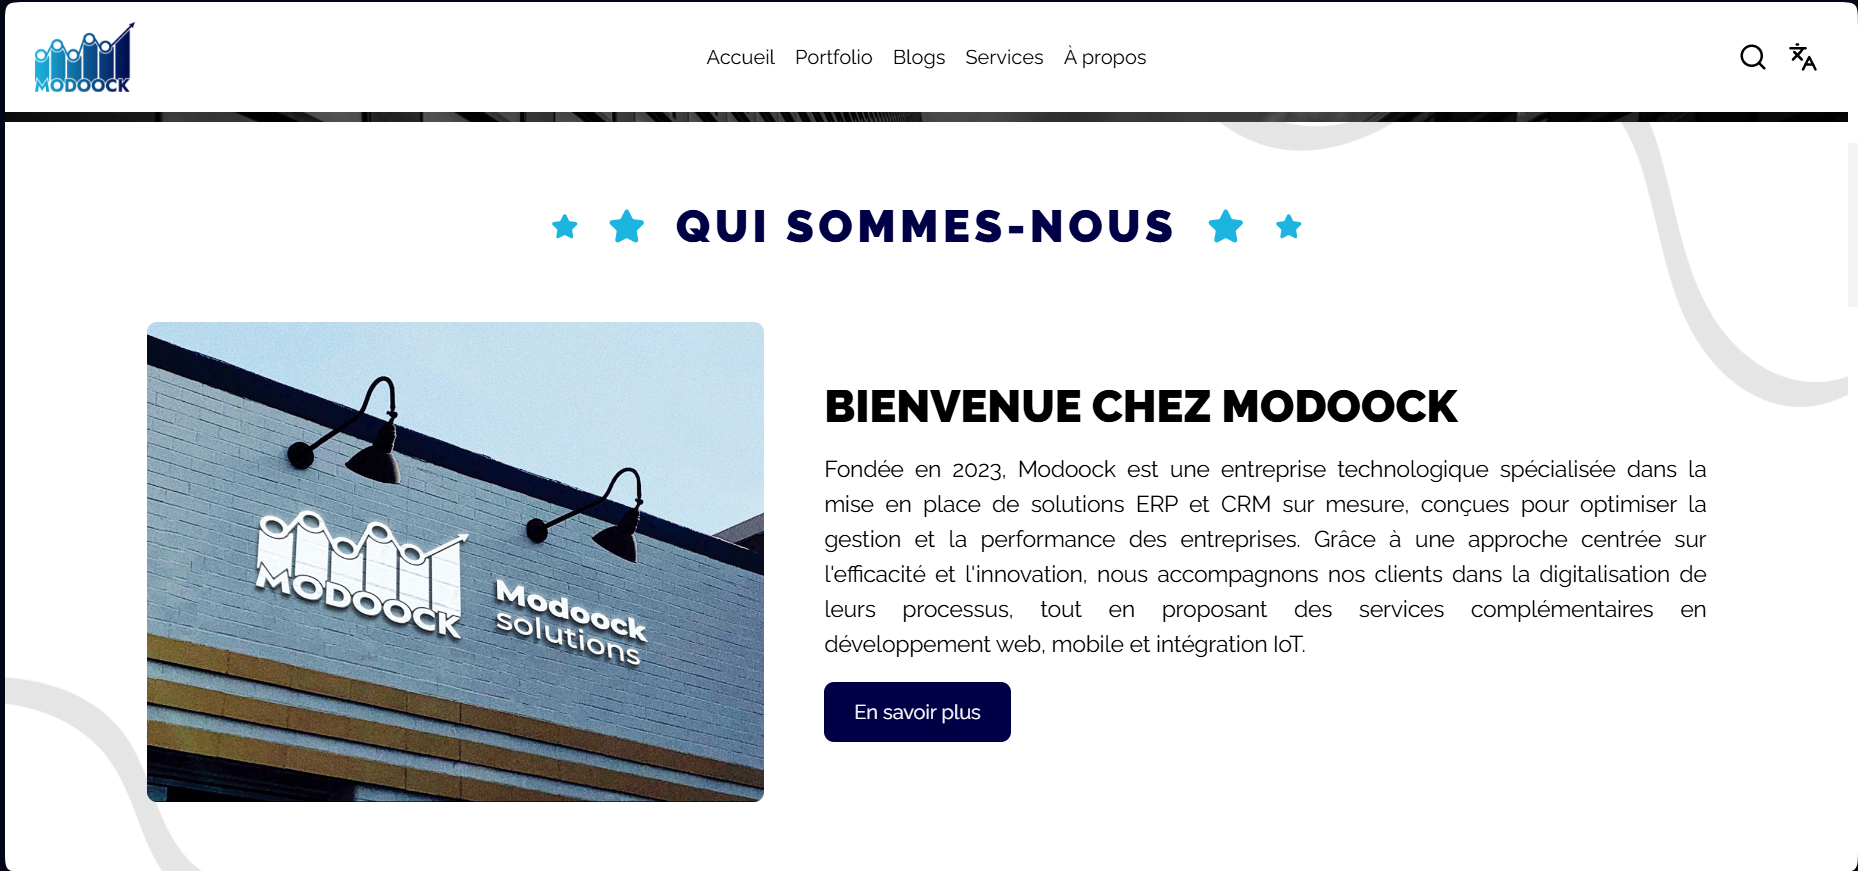 MODOOCK
Accueil Portfolio Blogs Services À propos
QUI SOMMES-NOUS
MODOOCK
Modoock
solutions
BIENVENUE CHEZ MODOOCK
Fondée en 2023, Modoock est une entreprise technologique spécialisée dans la
mise en place de solutions ERP et CRM sur mesure, conçues pour optimiser la
gestion et la performance des entreprises. Grâce à une approche centrée sur
l'efficacité et l'innovation, nous accompagnons nos clients dans la digitalisation de
leurs processus, tout en proposant des services complémentaires en
développement web, mobile et intégration IoT.
En savoir plus